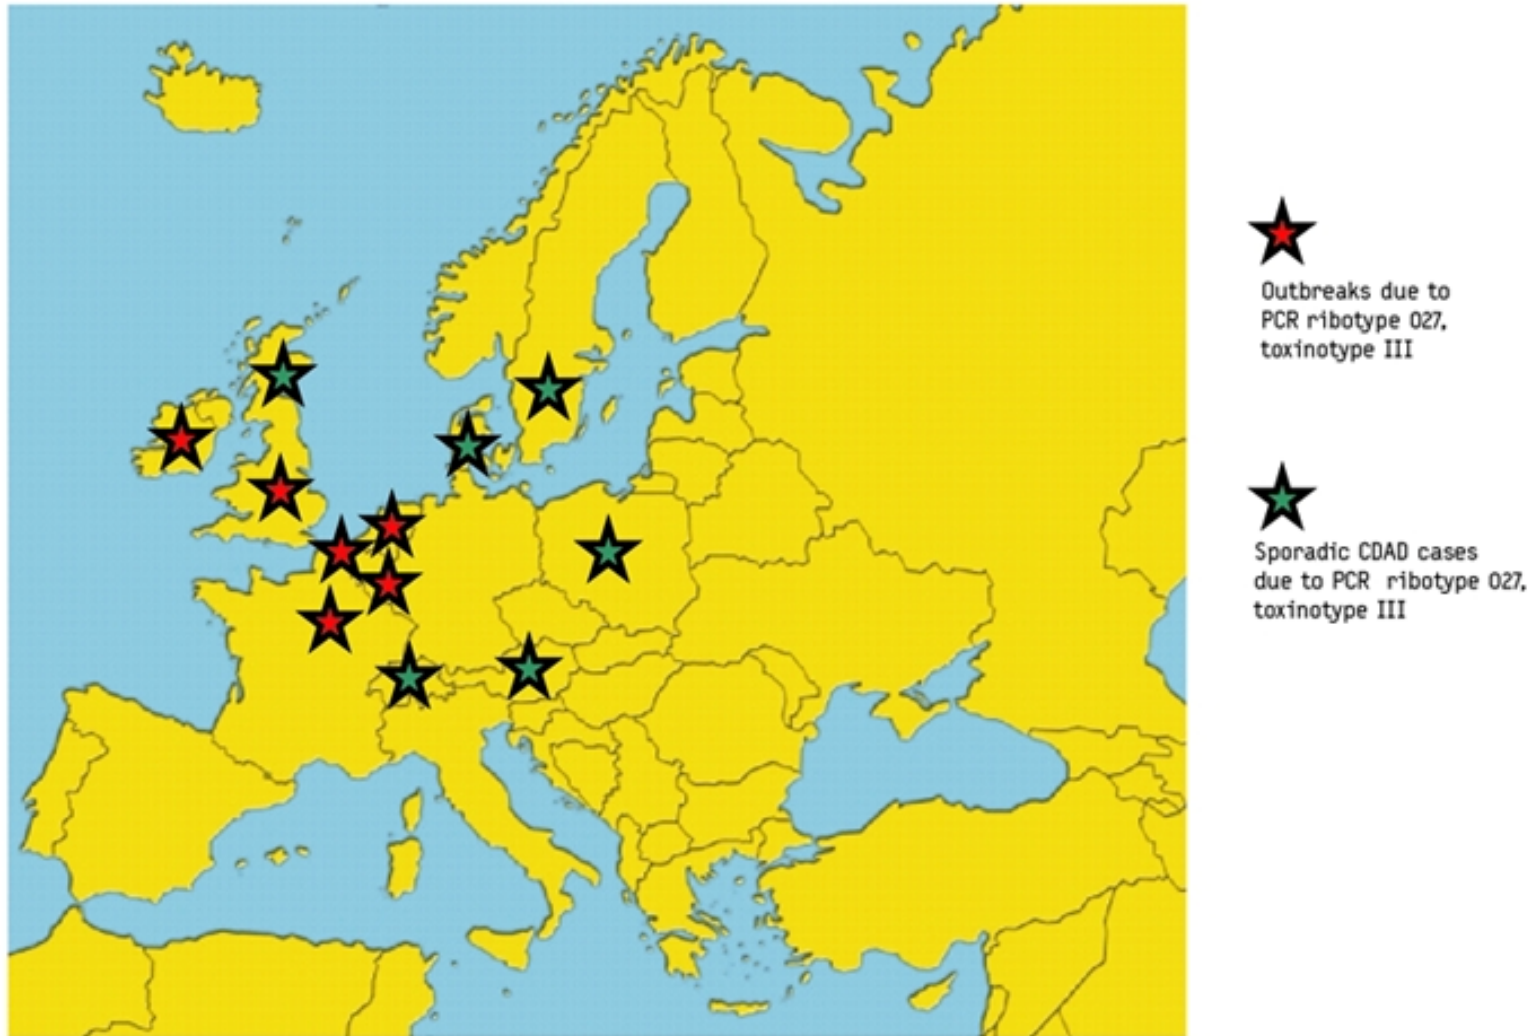 Outbreaks due to
PCR ribotype 027,
toxinotype III
Sporadic CDAD cases
due to PCR ribotype 027,
toxinotype III